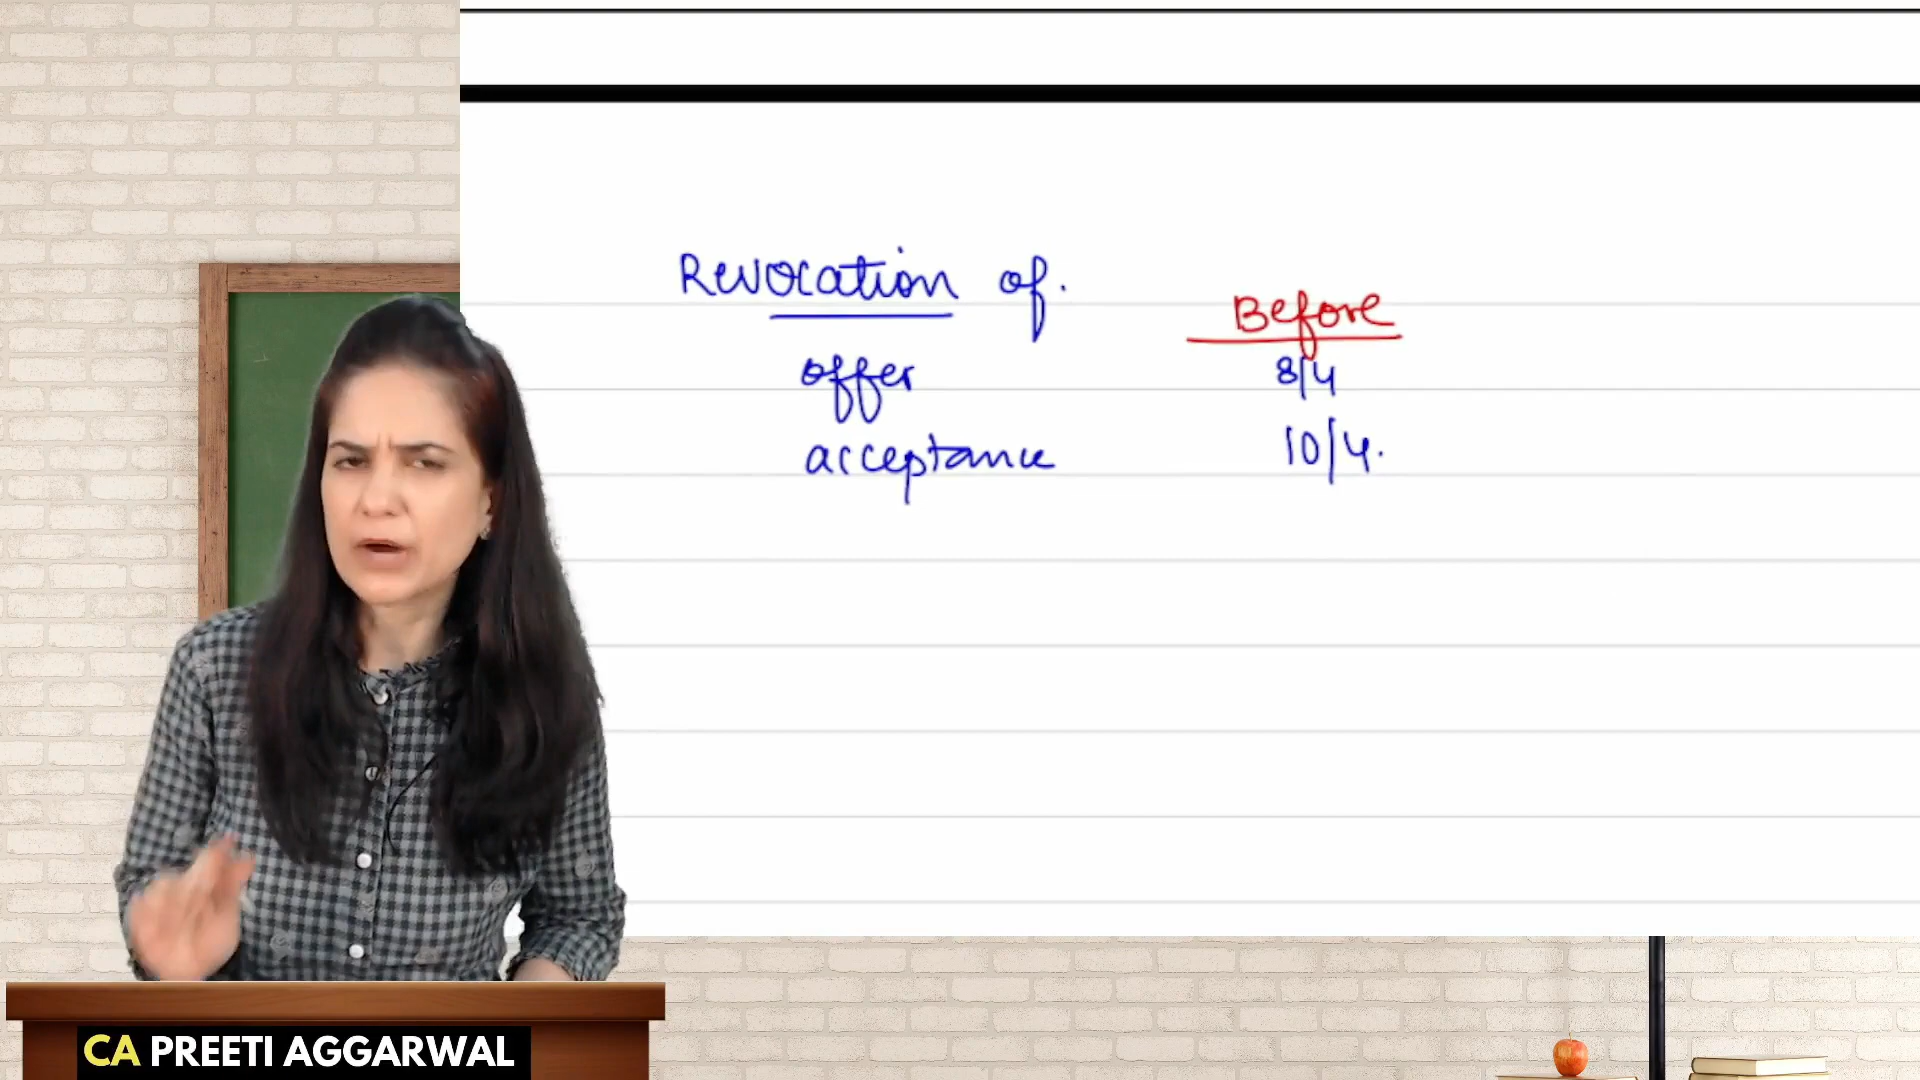 Revocation of.
Before
offer 8/4
acceptance 10/4.
CA PREETI AGGARWAL